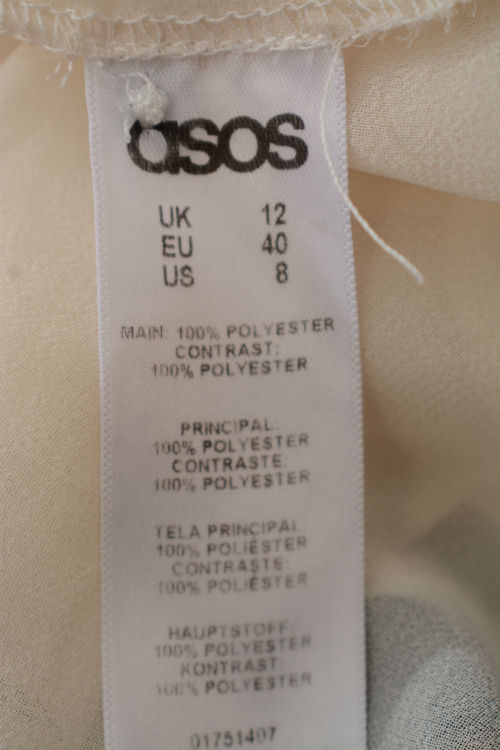 asos
UK 12
EU 40
US 8
MAIN: 100% POLYESTER
CONTRAST:
100% POLYESTER
PRINCIPAL:
100% POLYESTER
CONTRASTE:
100% POLYESTER
TELA PRINCIPAL:
100% POLIÉSTER
CONTRASTE:
100% POLIÉSTER
HAUPTSTOFF:
100% POLYESTER
KONTRAST:
100% POLYESTER
01751407